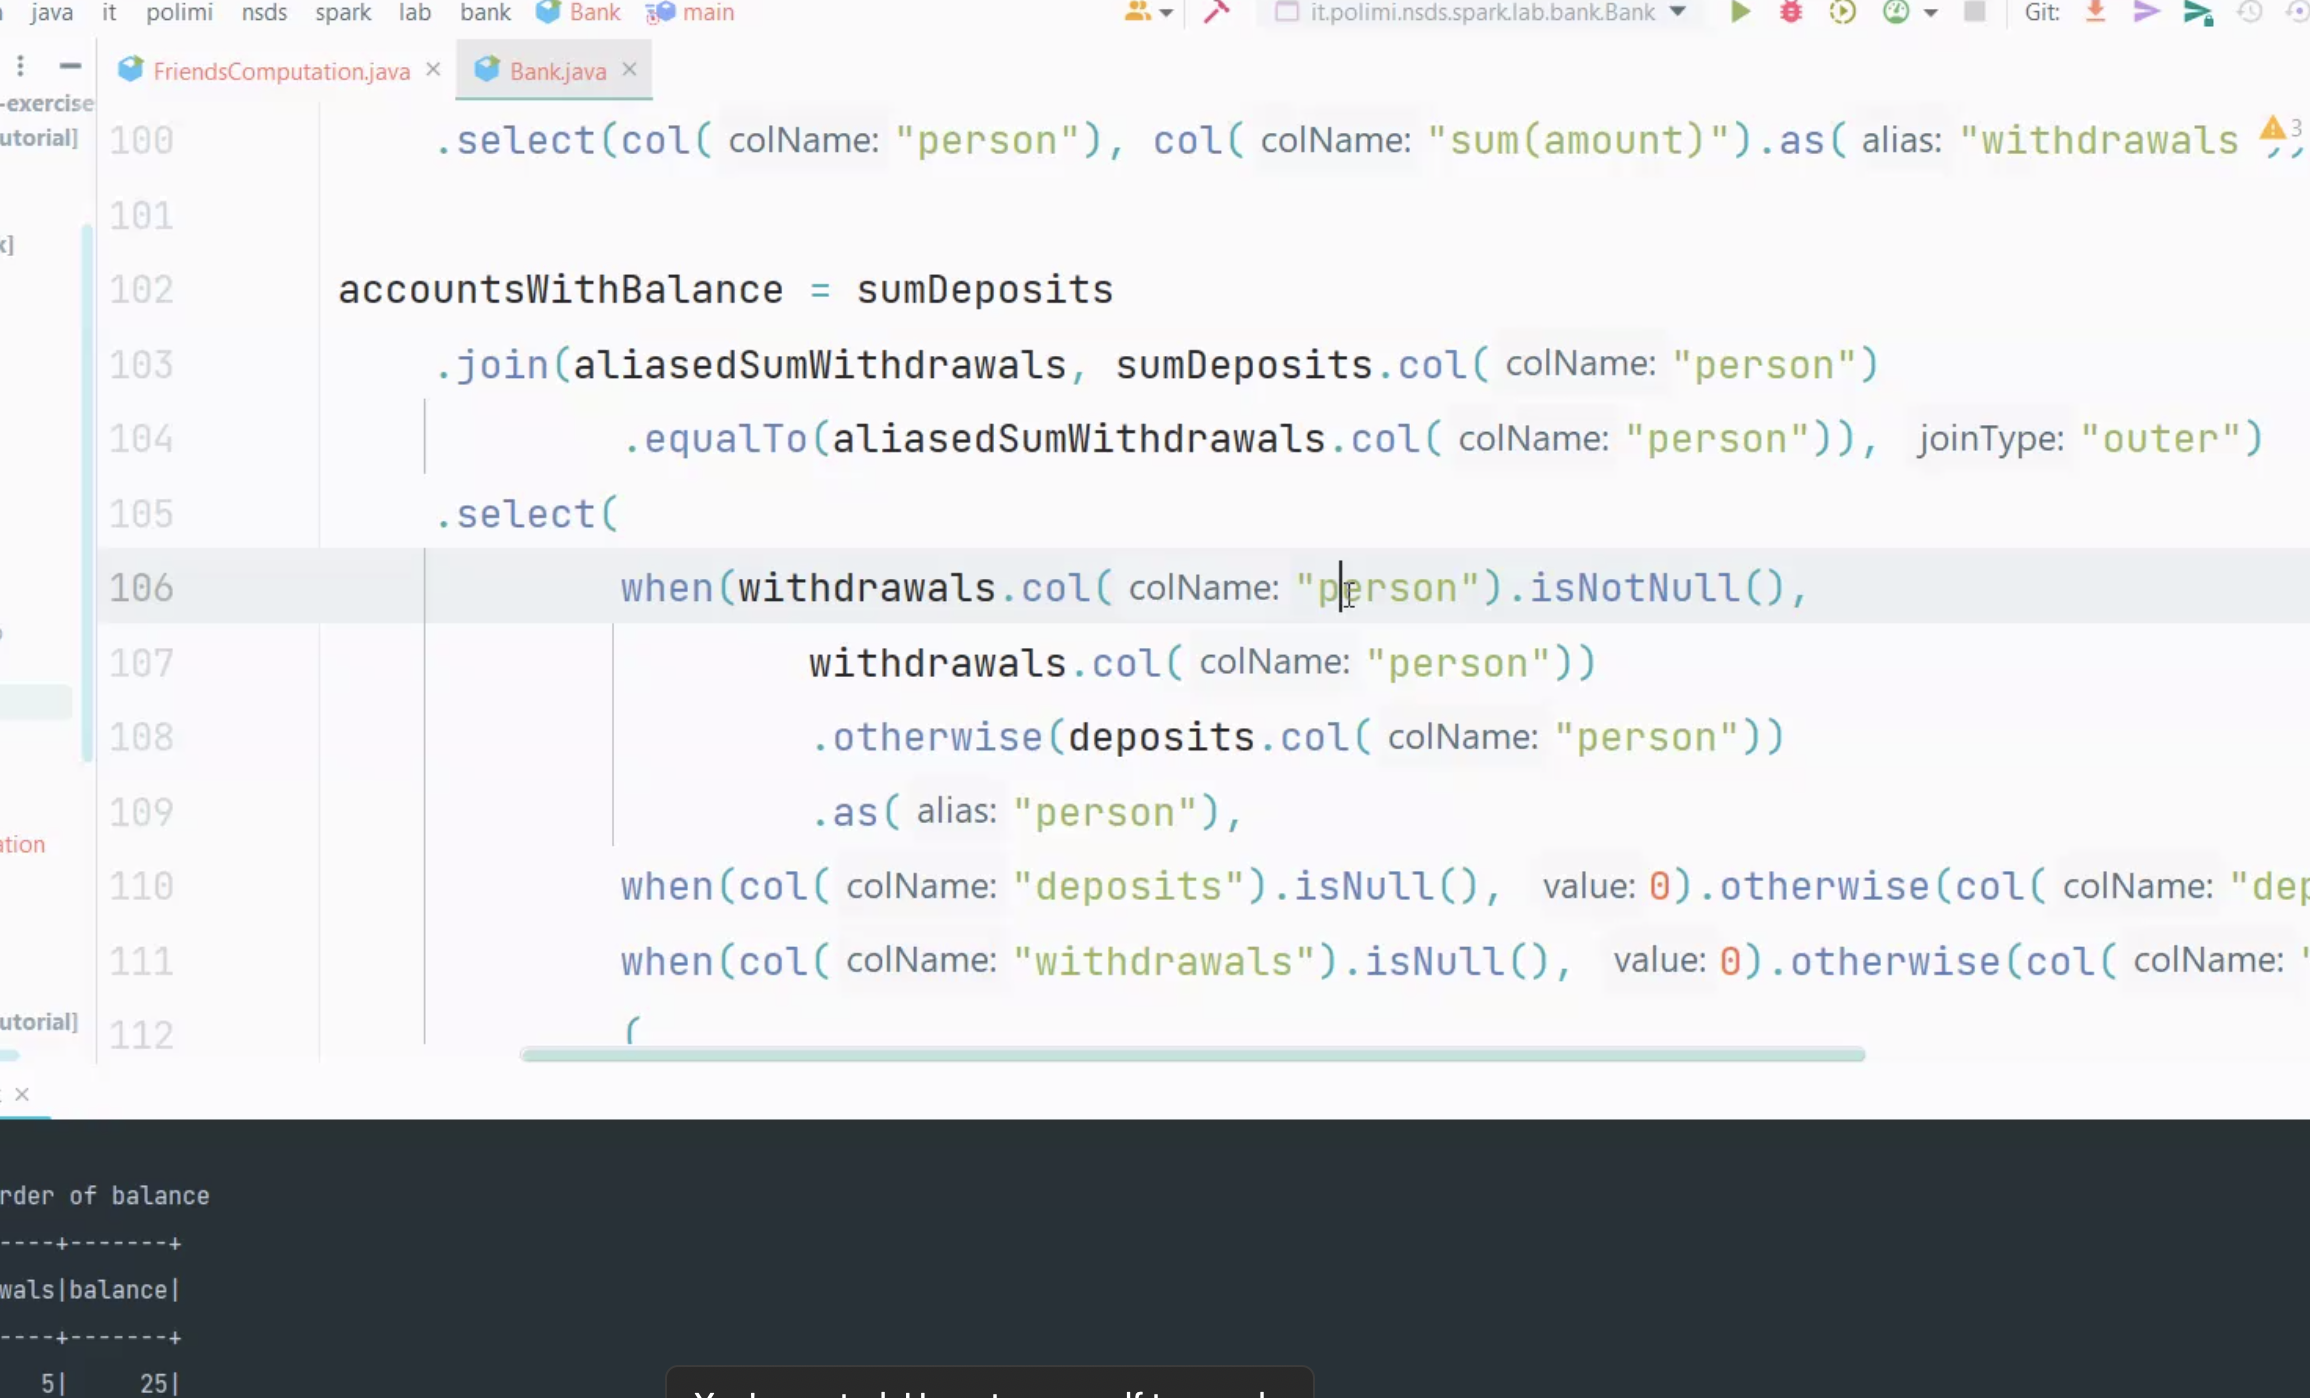 java it polimi nsds spark lab bank Bank main it.polimi.nsds.spark.lab.bank.Bank Git:
FriendsComputation.java Bank.java
-exercise
utorial]
100 .select(col( colName: "person"), col( colName: "sum(amount)").as( alias: "withdrawals 3
101
k]
102 accountsWithBalance = sumDeposits
103 .join(aliasedSumWithdrawals, sumDeposits.col( colName: "person")
104 .equalTo(aliasedSumWithdrawals.col( colName: "person")), joinType: "outer")
105 .select(
106 when(withdrawals.col( colName: "person").isNotNull(),
107 withdrawals.col( colName: "person"))
108 .otherwise(deposits.col( colName: "person"))
109 .as( alias: "person"),
ation
110 when(col( colName: "deposits").isNull(), value: 0).otherwise(col( colName: "dep
111 when(col( colName: "withdrawals").isNull(), value: 0).otherwise(col( colName: "
utorial]
112 (
rder of balance
----+-------+
wals|balance|
----+-------+
5| 25|